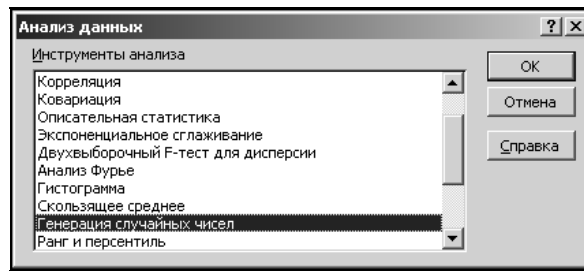 Анализ данных
Инструменты анализа
Корреляция
Ковариация
Описательная статистика
Экспоненциальное сглаживание
Двухвыборочный F-тест для дисперсии
Анализ Фурье
Гистограмма
Скользящее среднее
Генерация случайных чисел
Ранг и персентиль
ОК
Отмена
Справка